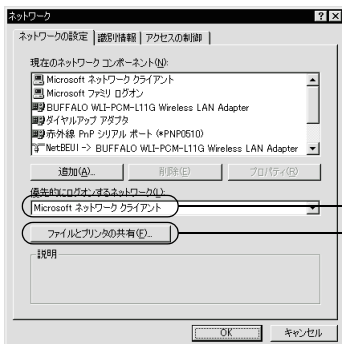 ネットワーク
ネットワークの設定 識別情報 アクセスの制御
現在のネットワーク コンポーネント(N):
Microsoft ネットワーク クライアント
Microsoft ファミリ ログオン
BUFFALO WLI-PCM-L11G Wireless LAN Adapter
ダイヤルアップ アダプタ
赤外線 PnP シリアル ポート (*PNP0510)
NetBEUI -> BUFFALO WLI-PCM-L11G Wireless LAN Adapter
追加(A)... 削除(E) プロパティ(R)
優先的にログオンするネットワーク(L):
Microsoft ネットワーク クライアント
ファイルとプリンタの共有(F)...
説明
OK キャンセル